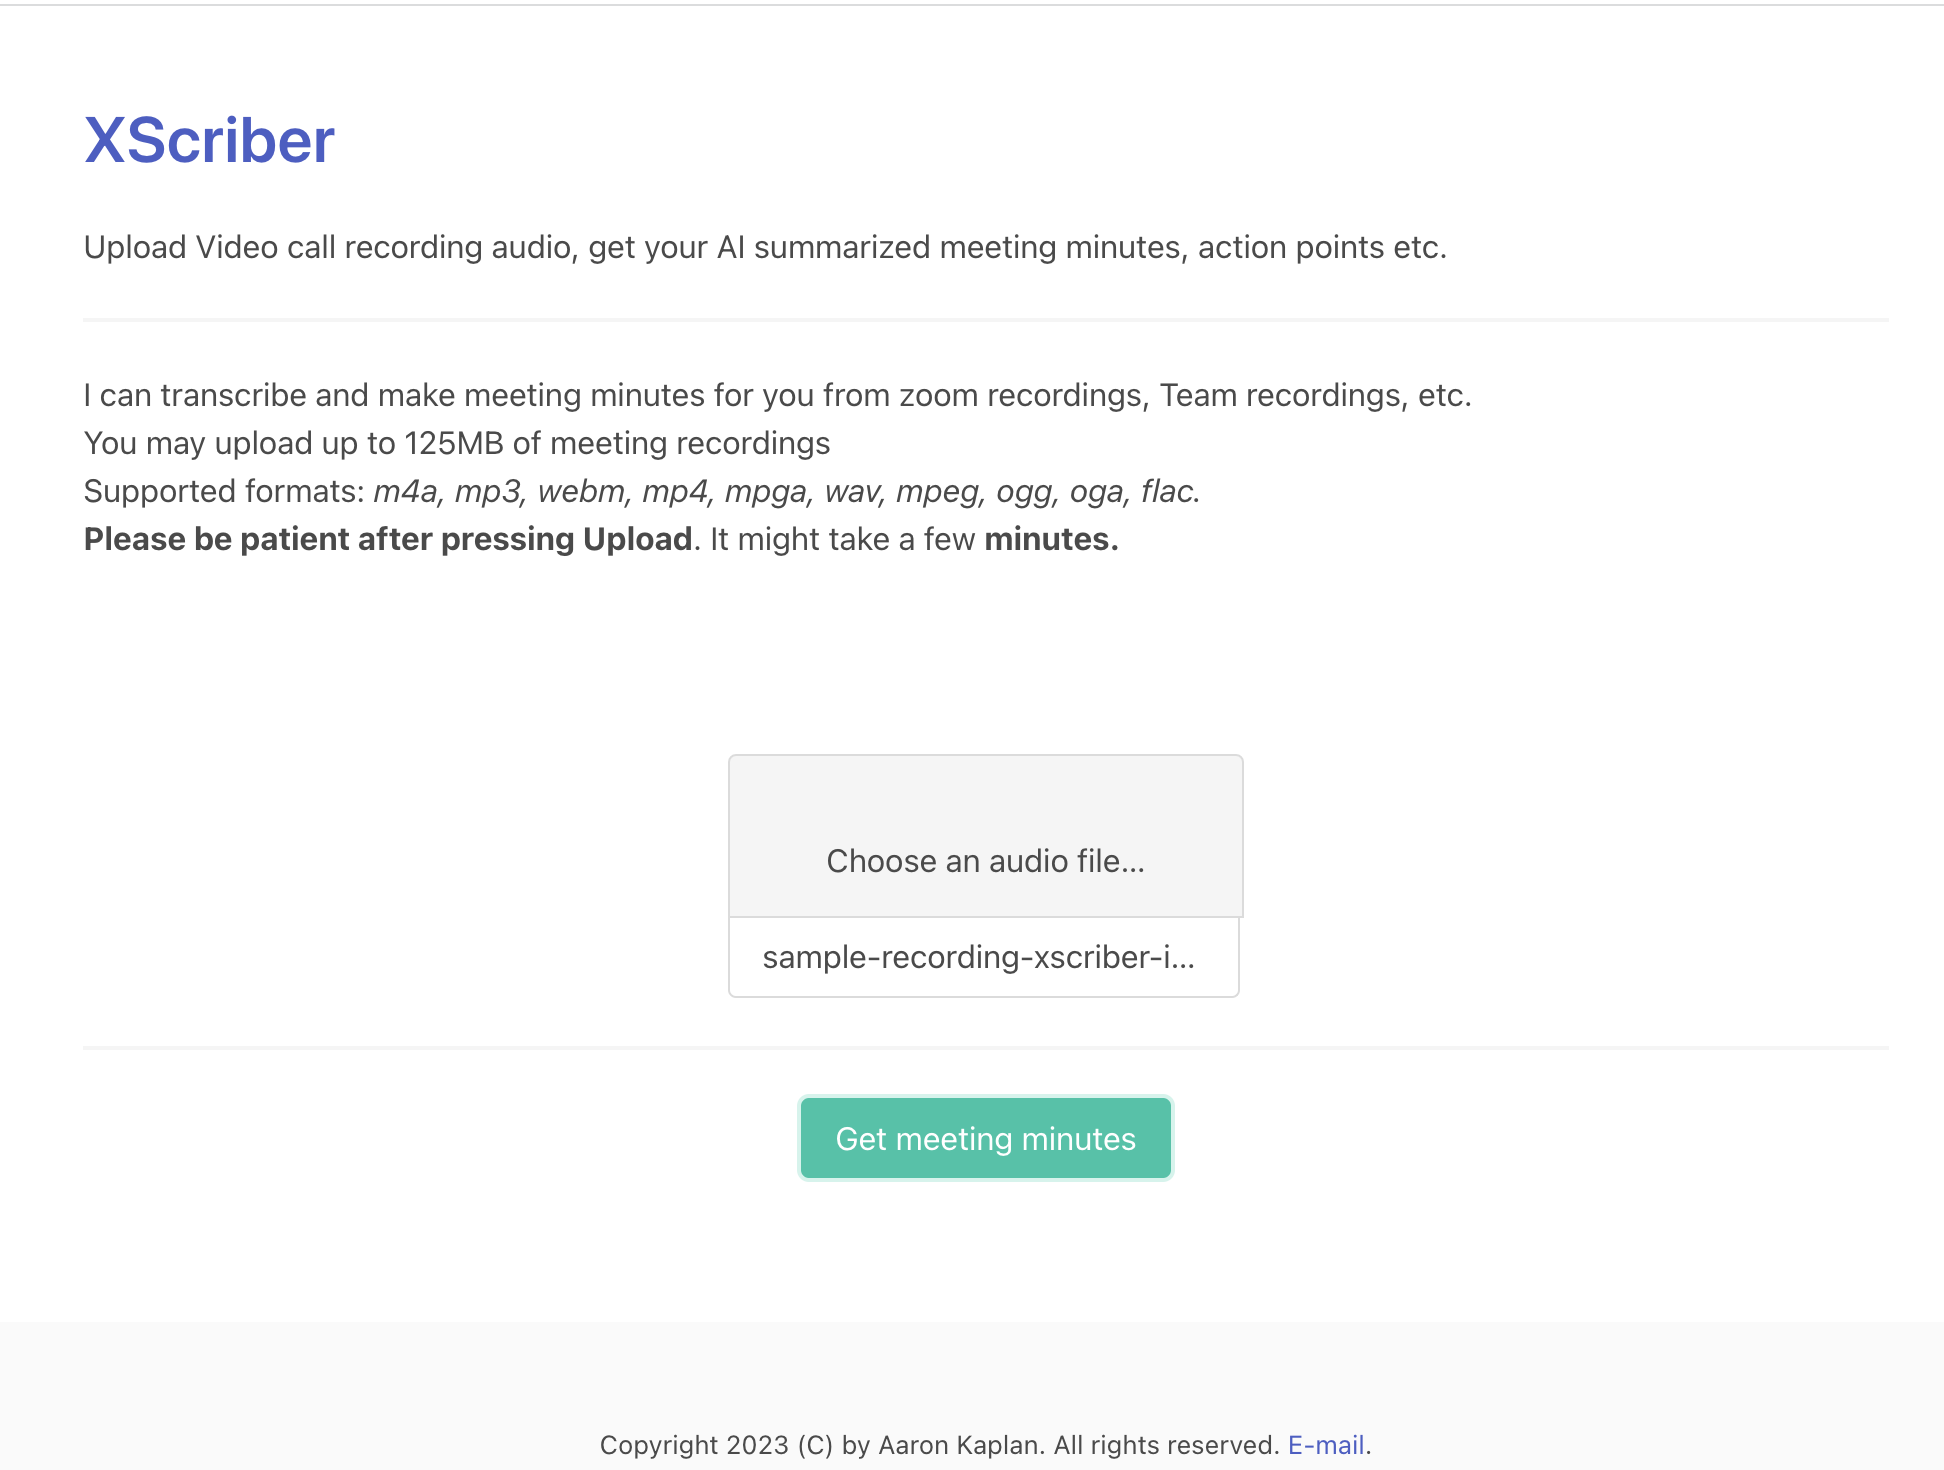 XScriber
Upload Video call recording audio, get your AI summarized meeting minutes, action points etc.
I can transcribe and make meeting minutes for you from zoom recordings, Team recordings, etc.
You may upload up to 125MB of meeting recordings
Supported formats: m4a, mp3, webm, mp4, mpga, wav, mpeg, ogg, oga, flac.
Please be patient after pressing Upload. It might take a few minutes.
Choose an audio file...
sample-recording-xscriber-i...
Get meeting minutes
Copyright 2023 (C) by Aaron Kaplan. All rights reserved. E-mail.